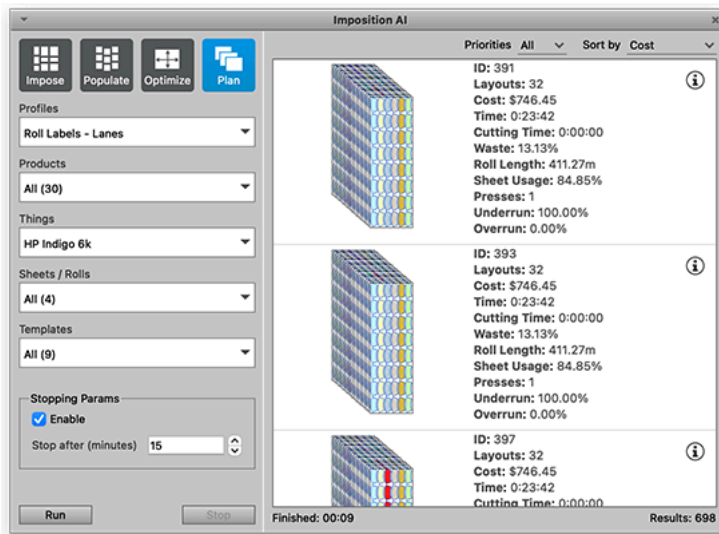 Imposition AI
Impose
Populate
Optimize
Plan
Profiles
Roll Labels - Lanes
Products
All (30)
Things
HP Indigo 6k
Sheets / Rolls
All (4)
Templates
All (9)
Stopping Params
Enable
Stop after (minutes) 15
Run
Stop
Priorities All Sort by Cost
ID: 391
Layouts: 32
Cost: $746.45
Time: 0:23:42
Cutting Time: 0:00:00
Waste: 13.13%
Roll Length: 411.27m
Sheet Usage: 84.85%
Presses: 1
Underrun: 100.00%
Overrun: 0.00%
ID: 393
Layouts: 32
Cost: $746.45
Time: 0:23:42
Cutting Time: 0:00:00
Waste: 13.13%
Roll Length: 411.27m
Sheet Usage: 84.85%
Presses: 1
Underrun: 100.00%
Overrun: 0.00%
ID: 397
Layouts: 32
Cost: $746.45
Time: 0:23:42
Cutting Time: 0:00:00
Finished: 00:09
Results: 698